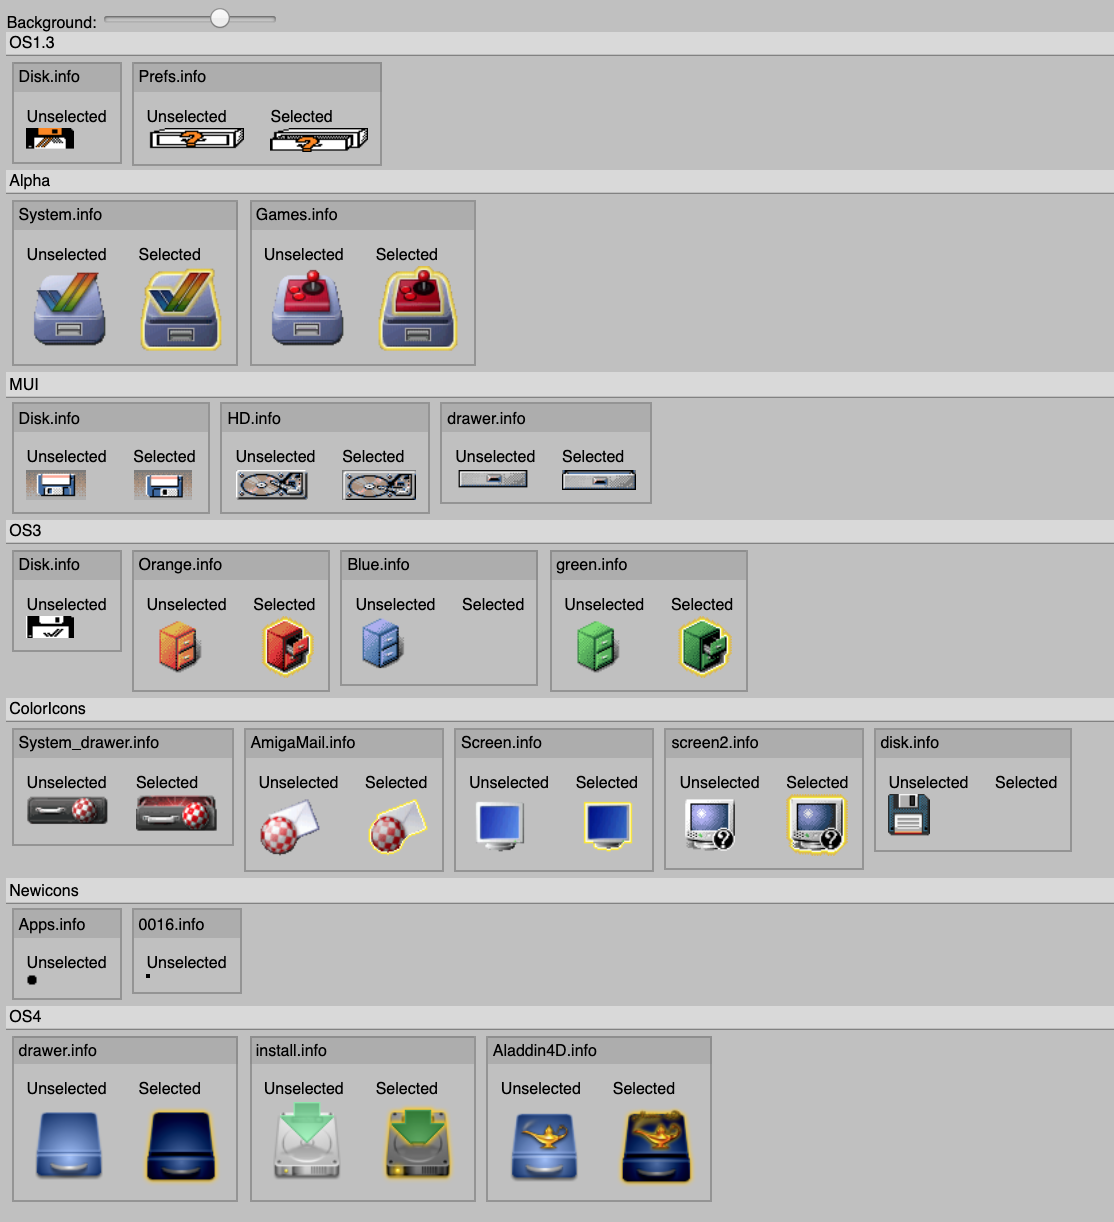 Background:
OS1.3
Disk.info Prefs.info
Unselected Unselected Selected
Alpha
System.info Games.info
Unselected Selected Unselected Selected
MUI
Disk.info HD.info drawer.info
Unselected Selected Unselected Selected Unselected Selected
OS3
Disk.info Orange.info Blue.info green.info
Unselected Unselected Selected Unselected Selected Unselected Selected
ColorIcons
System_drawer.info AmigaMail.info Screen.info screen2.info disk.info
Unselected Selected Unselected Selected Unselected Selected Unselected Selected Unselected Selected
Newicons
Apps.info 0016.info
Unselected Unselected
OS4
drawer.info install.info Aladdin4D.info
Unselected Selected Unselected Selected Unselected Selected